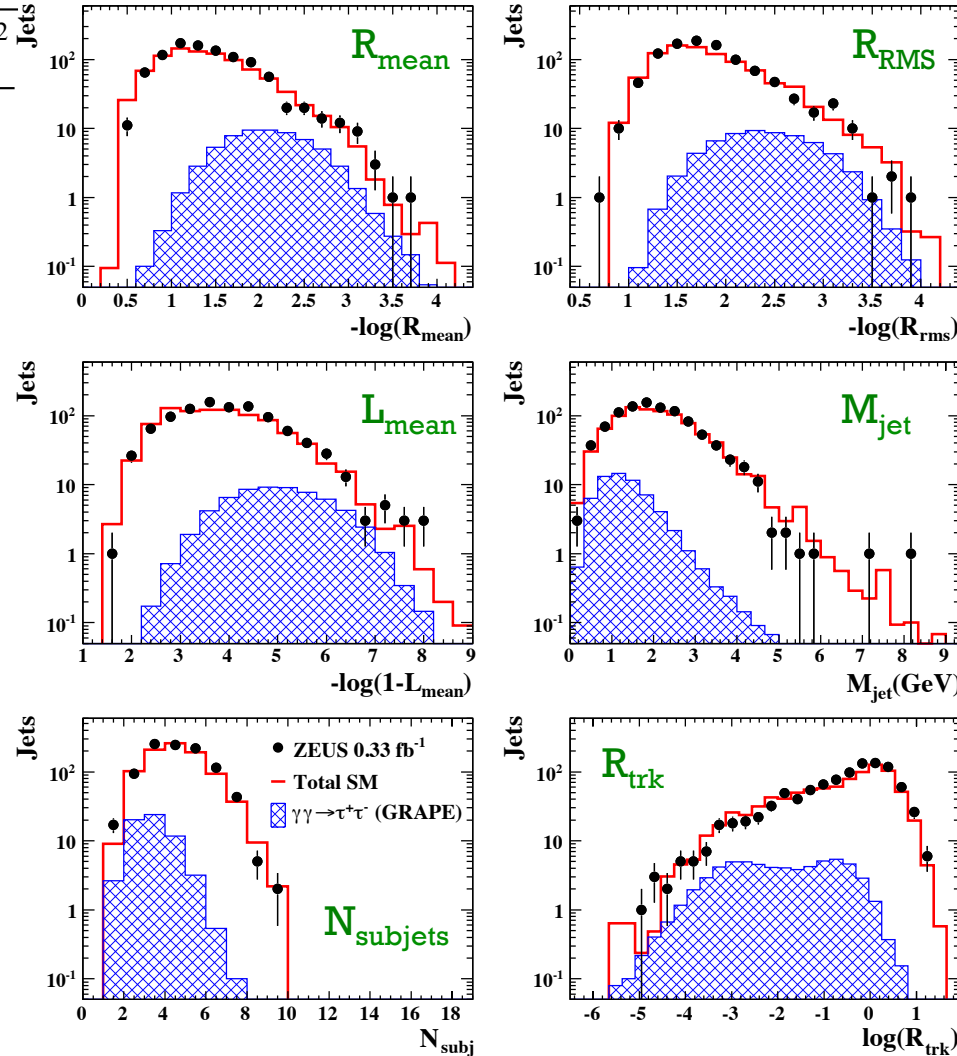 2
Jets
R_mean
10²
10
1
10⁻¹
0 0.5 1 1.5 2 2.5 3 3.5 4
-log(R_mean)
Jets
R_RMS
10²
10
1
10⁻¹
0.5 1 1.5 2 2.5 3 3.5 4
-log(R_rms)
Jets
L_mean
10²
10
1
10⁻¹
1 2 3 4 5 6 7 8 9
-log(1-L_mean)
Jets
M_jet
10²
10
1
10⁻¹
0 1 2 3 4 5 6 7 8 9
M_jet(GeV)
Jets
ZEUS 0.33 fb⁻¹
Total SM
γγ→τ⁺τ⁻ (GRAPE)
N_subjets
10²
10
1
10⁻¹
0 2 4 6 8 10 12 14 16 18
N_subj
Jets
R_trk
10²
10
1
10⁻¹
-6 -5 -4 -3 -2 -1 0 1
log(R_trk)